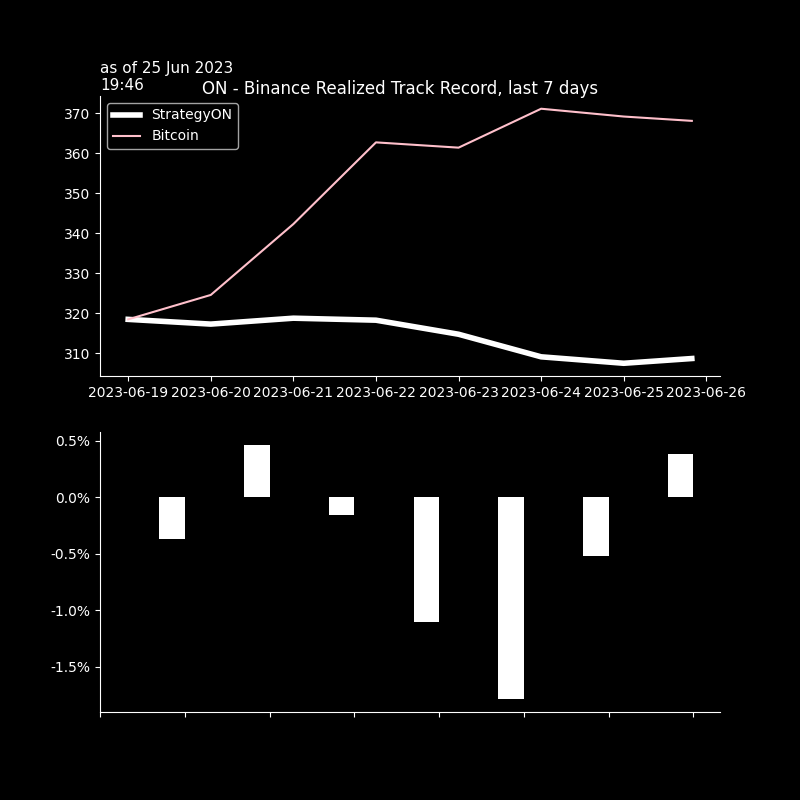 as of 25 Jun 2023
19:46
ON - Binance Realized Track Record, last 7 days
StrategyON
Bitcoin
370
360
350
340
330
320
310
2023-06-19 2023-06-20 2023-06-21 2023-06-22 2023-06-23 2023-06-24 2023-06-25 2023-06-26
0.5%
0.0%
-0.5%
-1.0%
-1.5%